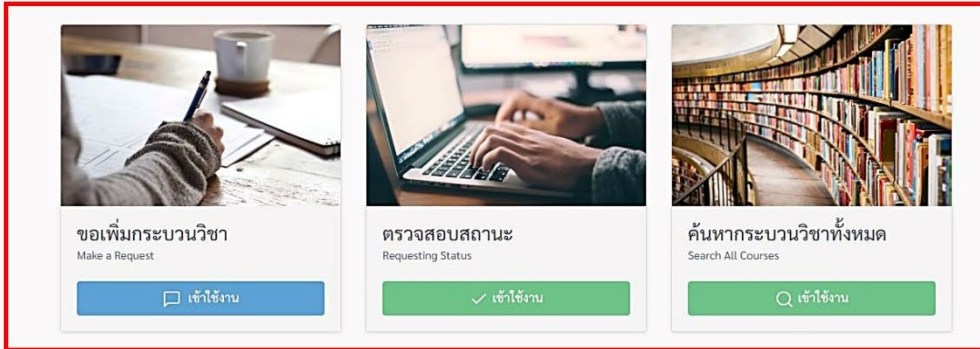 ขอเพิ่มกระบวนวิชา
Make a Request
เข้าใช้งาน
ตรวจสอบสถานะ
Requesting Status
เข้าใช้งาน
ค้นหากระบวนวิชาทั้งหมด
Search All Courses
เข้าใช้งาน